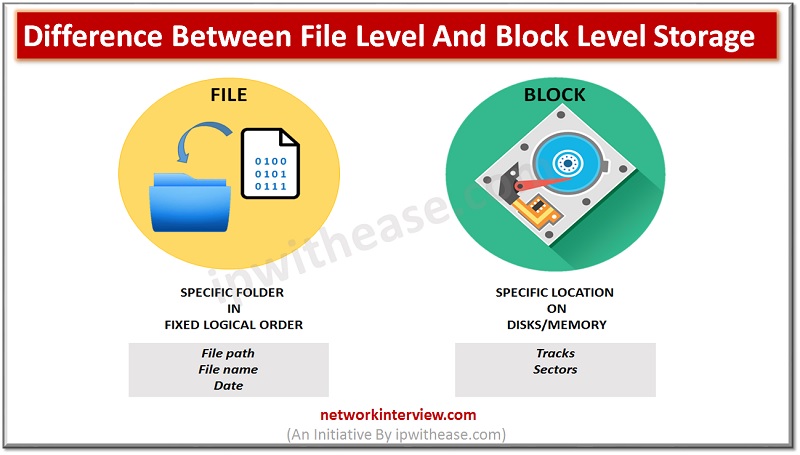 Difference Between File Level And Block Level Storage
FILE
0100
0101
0111
SPECIFIC FOLDER
IN
FIXED LOGICAL ORDER
File path
File name
Date
BLOCK
SPECIFIC LOCATION
ON
DISKS/MEMORY
Tracks
Sectors
ipwithease.com
networkinterview.com
(An Initiative By ipwithease.com)